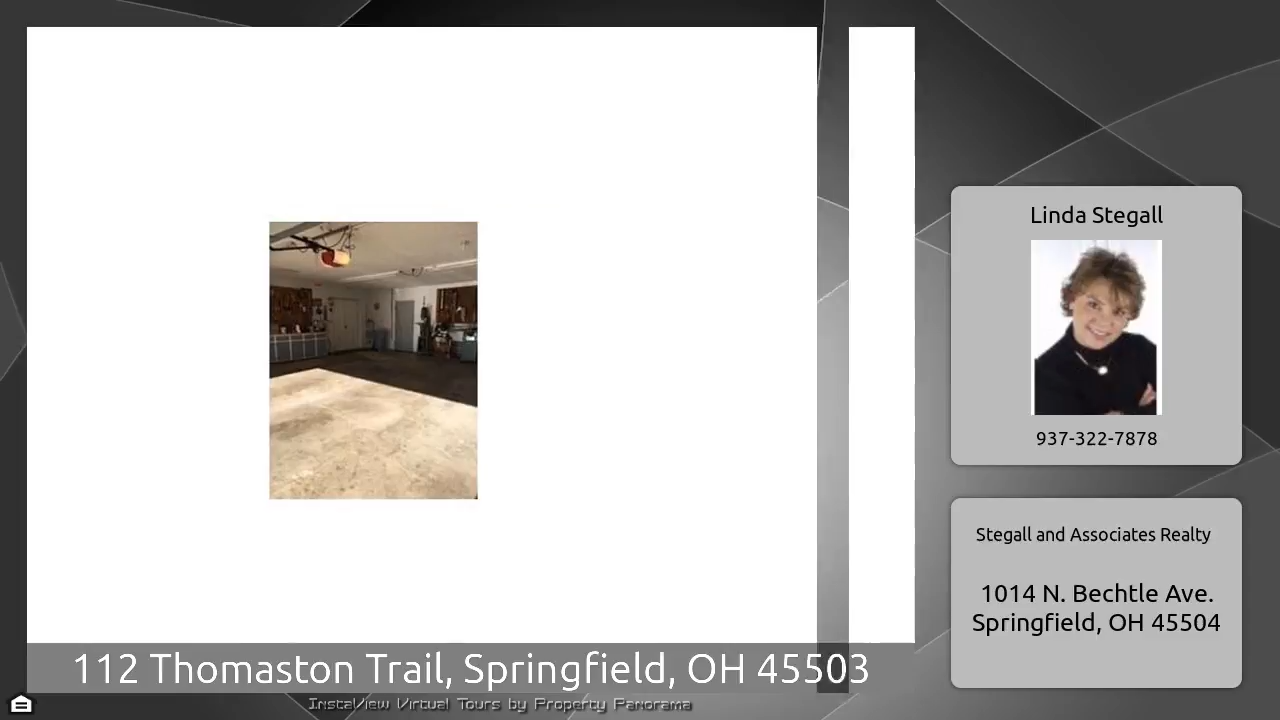 Linda Stegall
937-322-7878
Stegall and Associates Realty
1014 N. Bechtle Ave.
Springfield, OH 45504
112 Thomaston Trail, Springfield, OH 45503
InstaView Virtual Tours by Property Panorama